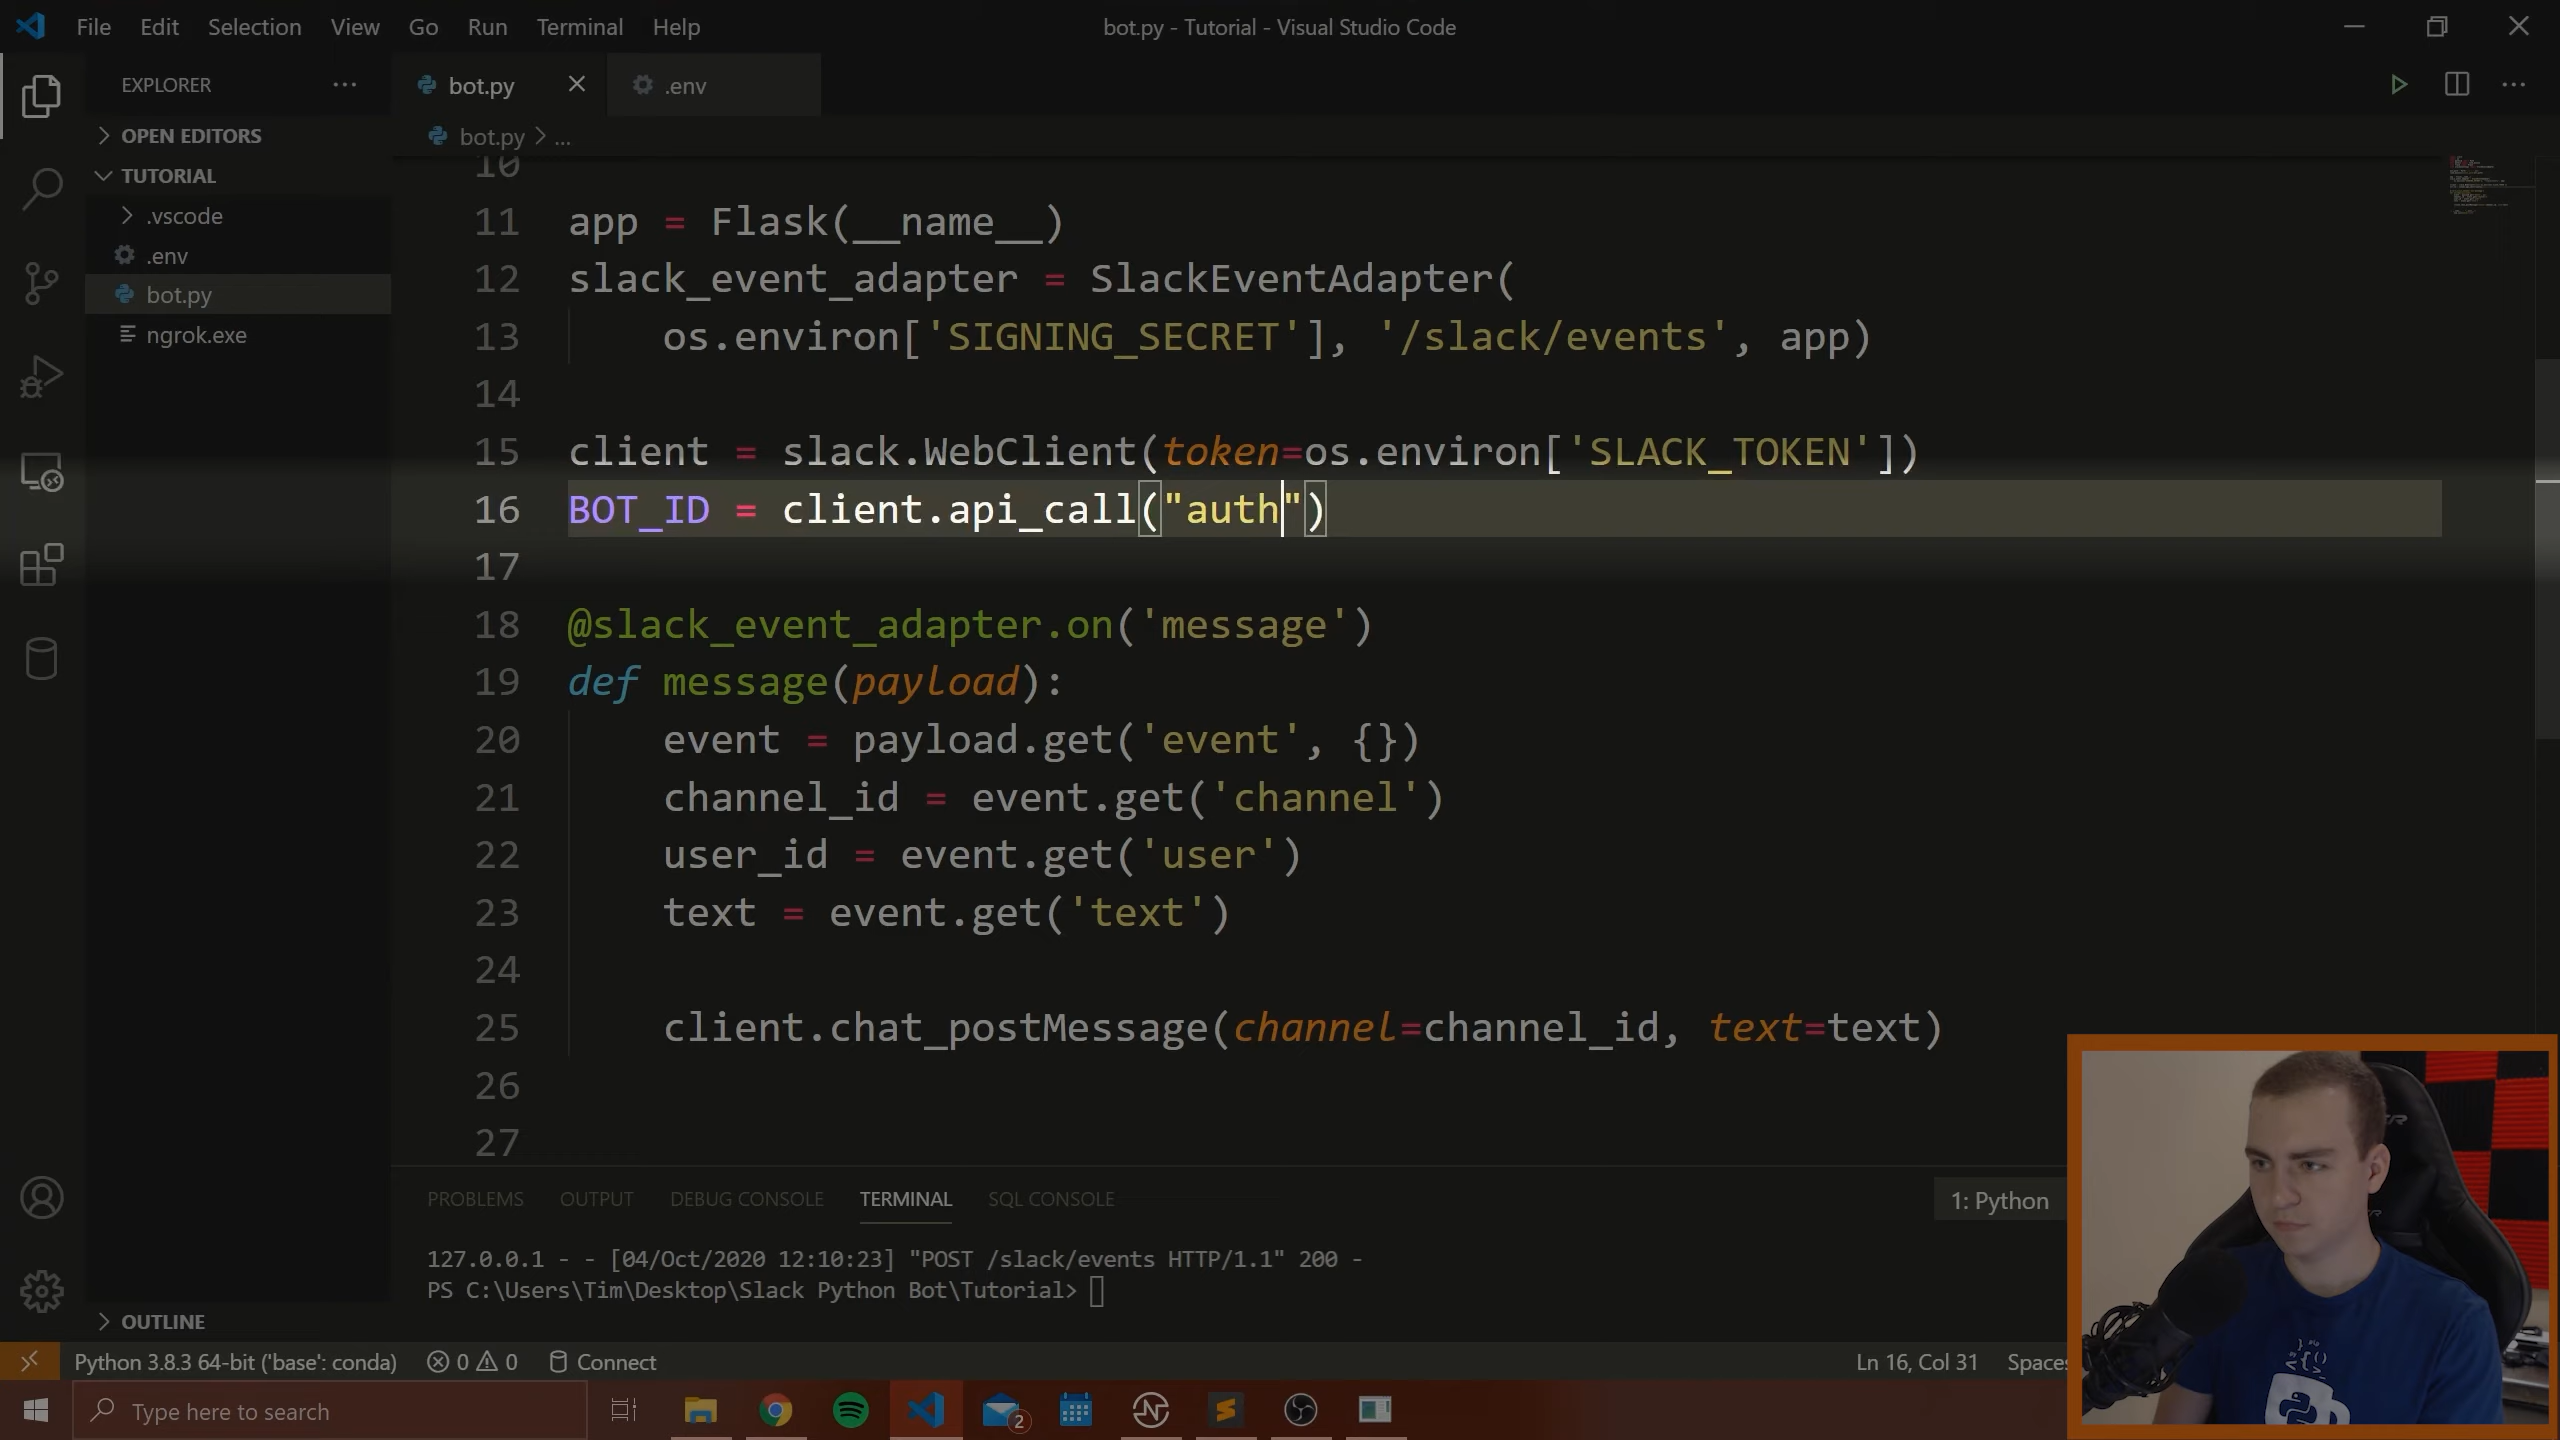 File Edit Selection View Go Run Terminal Help
bot.py - Tutorial - Visual Studio Code
EXPLORER
OPEN EDITORS
TUTORIAL
.vscode
.env
bot.py
ngrok.exe
OUTLINE
bot.py .env
bot.py > ...
10
11 app = Flask(__name__)
12 slack_event_adapter = SlackEventAdapter(
13 os.environ['SIGNING_SECRET'], '/slack/events', app)
14
15 client = slack.WebClient(token=os.environ['SLACK_TOKEN'])
16 BOT_ID = client.api_call("auth")
17
18 @slack_event_adapter.on('message')
19 def message(payload):
20 event = payload.get('event', {})
21 channel_id = event.get('channel')
22 user_id = event.get('user')
23 text = event.get('text')
24
25 client.chat_postMessage(channel=channel_id, text=text)
26
27
PROBLEMS OUTPUT DEBUG CONSOLE TERMINAL SQL CONSOLE
1: Python
127.0.0.1 - - [04/Oct/2020 12:10:23] "POST /slack/events HTTP/1.1" 200 -
PS C:\Users\Tim\Desktop\Slack Python Bot\Tutorial>
Python 3.8.3 64-bit ('base': conda) 0 0 Connect
Ln 16, Col 31 Spaces
Type here to search
2